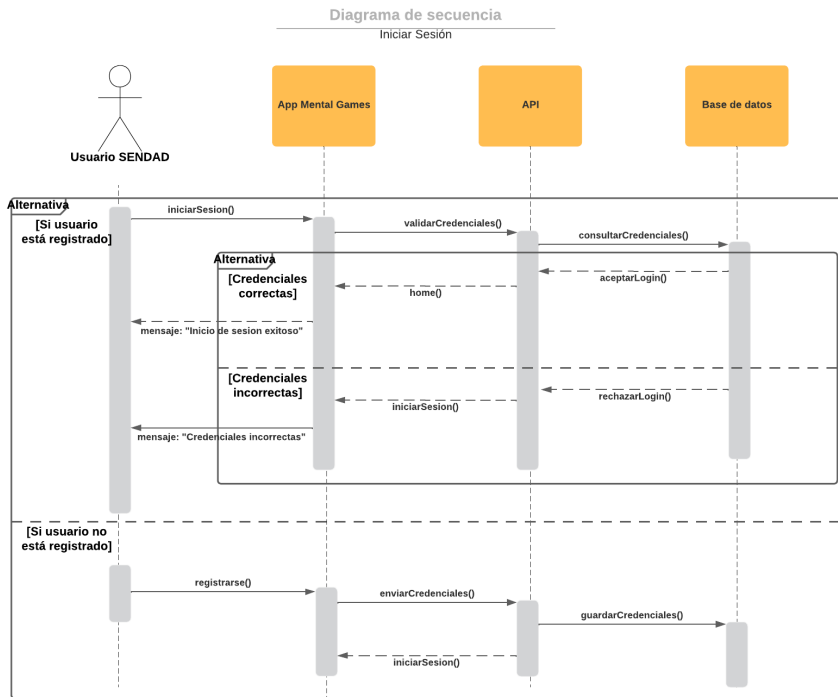 Diagrama de secuencia
Iniciar Sesión
Usuario SENDAD
App Mental Games
API
Base de datos
Alternativa
[Si usuario
está registrado]
iniciarSesion()
validarCredenciales()
consultarCredenciales()
Alternativa
[Credenciales
correctas]
aceptarLogin()
home()
mensaje: "Inicio de sesion exitoso"
[Credenciales
incorrectas]
rechazarLogin()
iniciarSesion()
mensaje: "Credenciales incorrectas"
[Si usuario no
está registrado]
registrarse()
enviarCredenciales()
guardarCredenciales()
iniciarSesion()